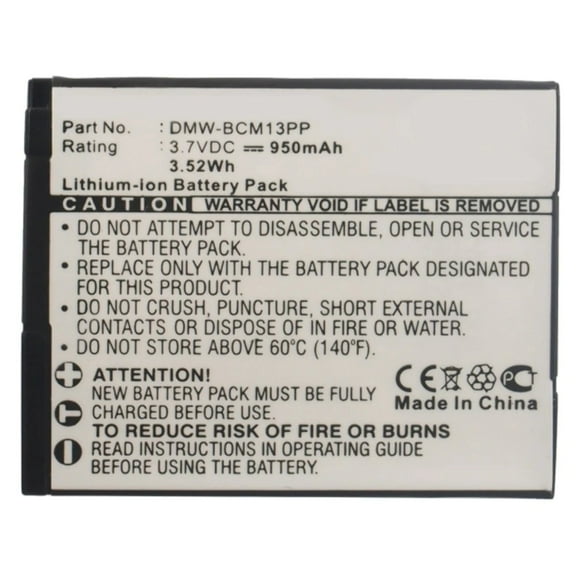 Part No. : DMW-BCM13PP
Rating : 3.7VDC ⎓ 950mAh
3.52Wh
Lithium-ion Battery Pack
CAUTION WARRANTY VOID IF LABEL IS REMOVED
• DO NOT ATTEMPT TO DISASSEMBLE, OPEN OR SERVICE
THE BATTERY PACK.
• REPLACE ONLY WITH THE BATTERY PACK DESIGNATED FOR
THIS PRODUCT.
• DO NOT CRUSH, PUNCTURE, SHORT EXTERNAL
CONTACTS OR DISPOSE OF IN FIRE OR WATER.
• DO NOT STORE ABOVE 60°C (140°F).
ATTENTION!
NEW BATTERY PACK MUST BE FULLY
CHARGED BEFORE USE.
CE
MADE IN CHINA
TO REDUCE RISK OF FIRE OR BURNS
READ INSTRUCTION IN OPERATING GUIDE
BEFORE USING THE BATTERY.